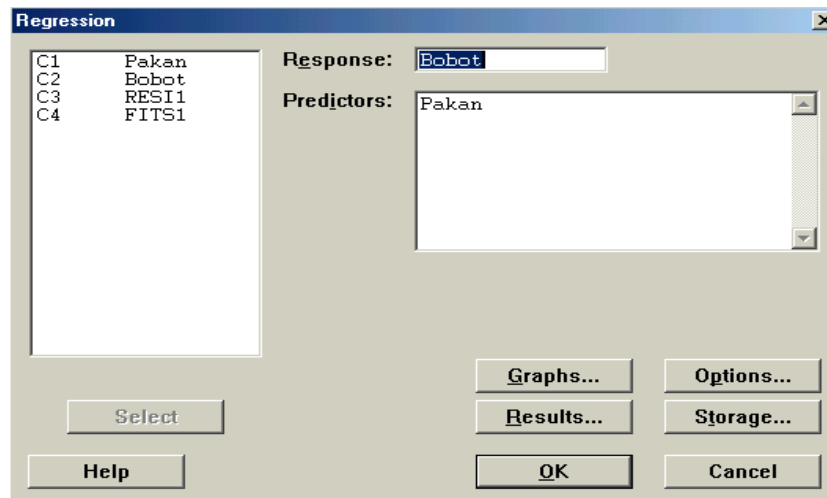 Regression
C1 Pakan
C2 Bobot
C3 RESI1
C4 FITS1
Response: Bobot
Predictors: Pakan
Graphs... Options...
Select Results... Storage...
Help OK Cancel